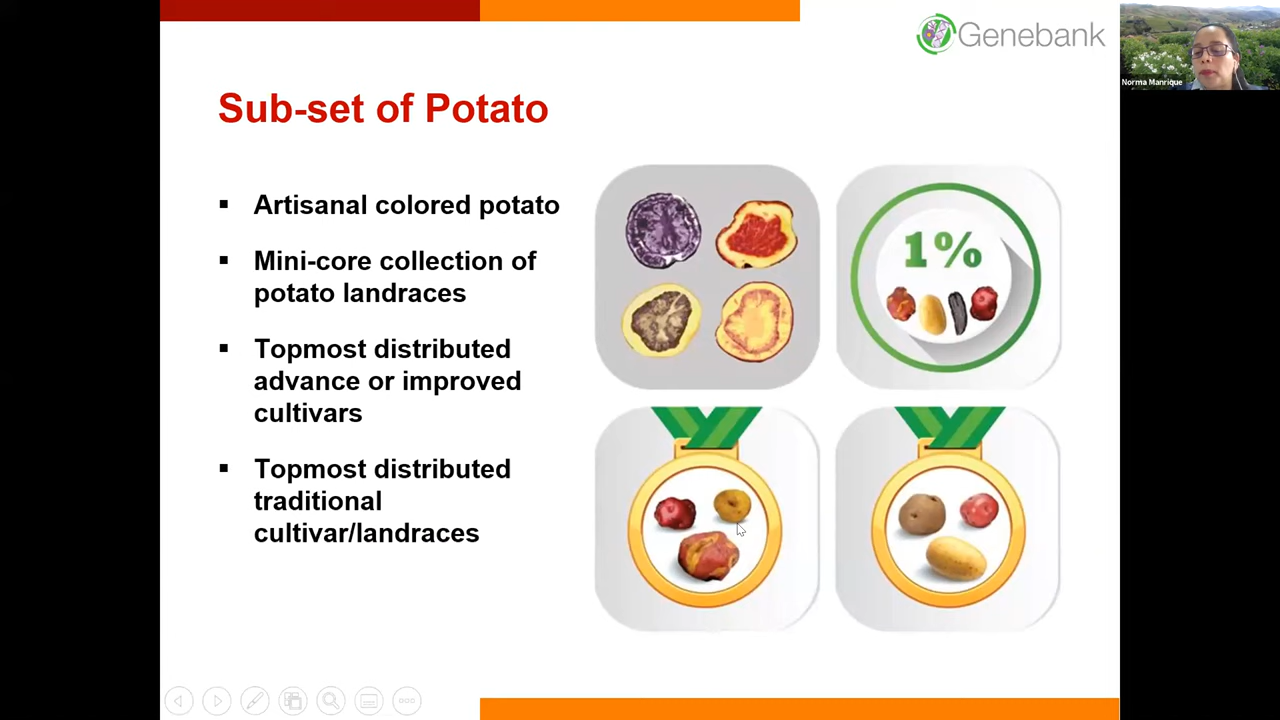 Genebank
Norma Manrique
Sub-set of Potato
▪ Artisanal colored potato
▪ Mini-core collection of
potato landraces
▪ Topmost distributed
advance or improved
cultivars
▪ Topmost distributed
traditional
cultivar/landraces
1%